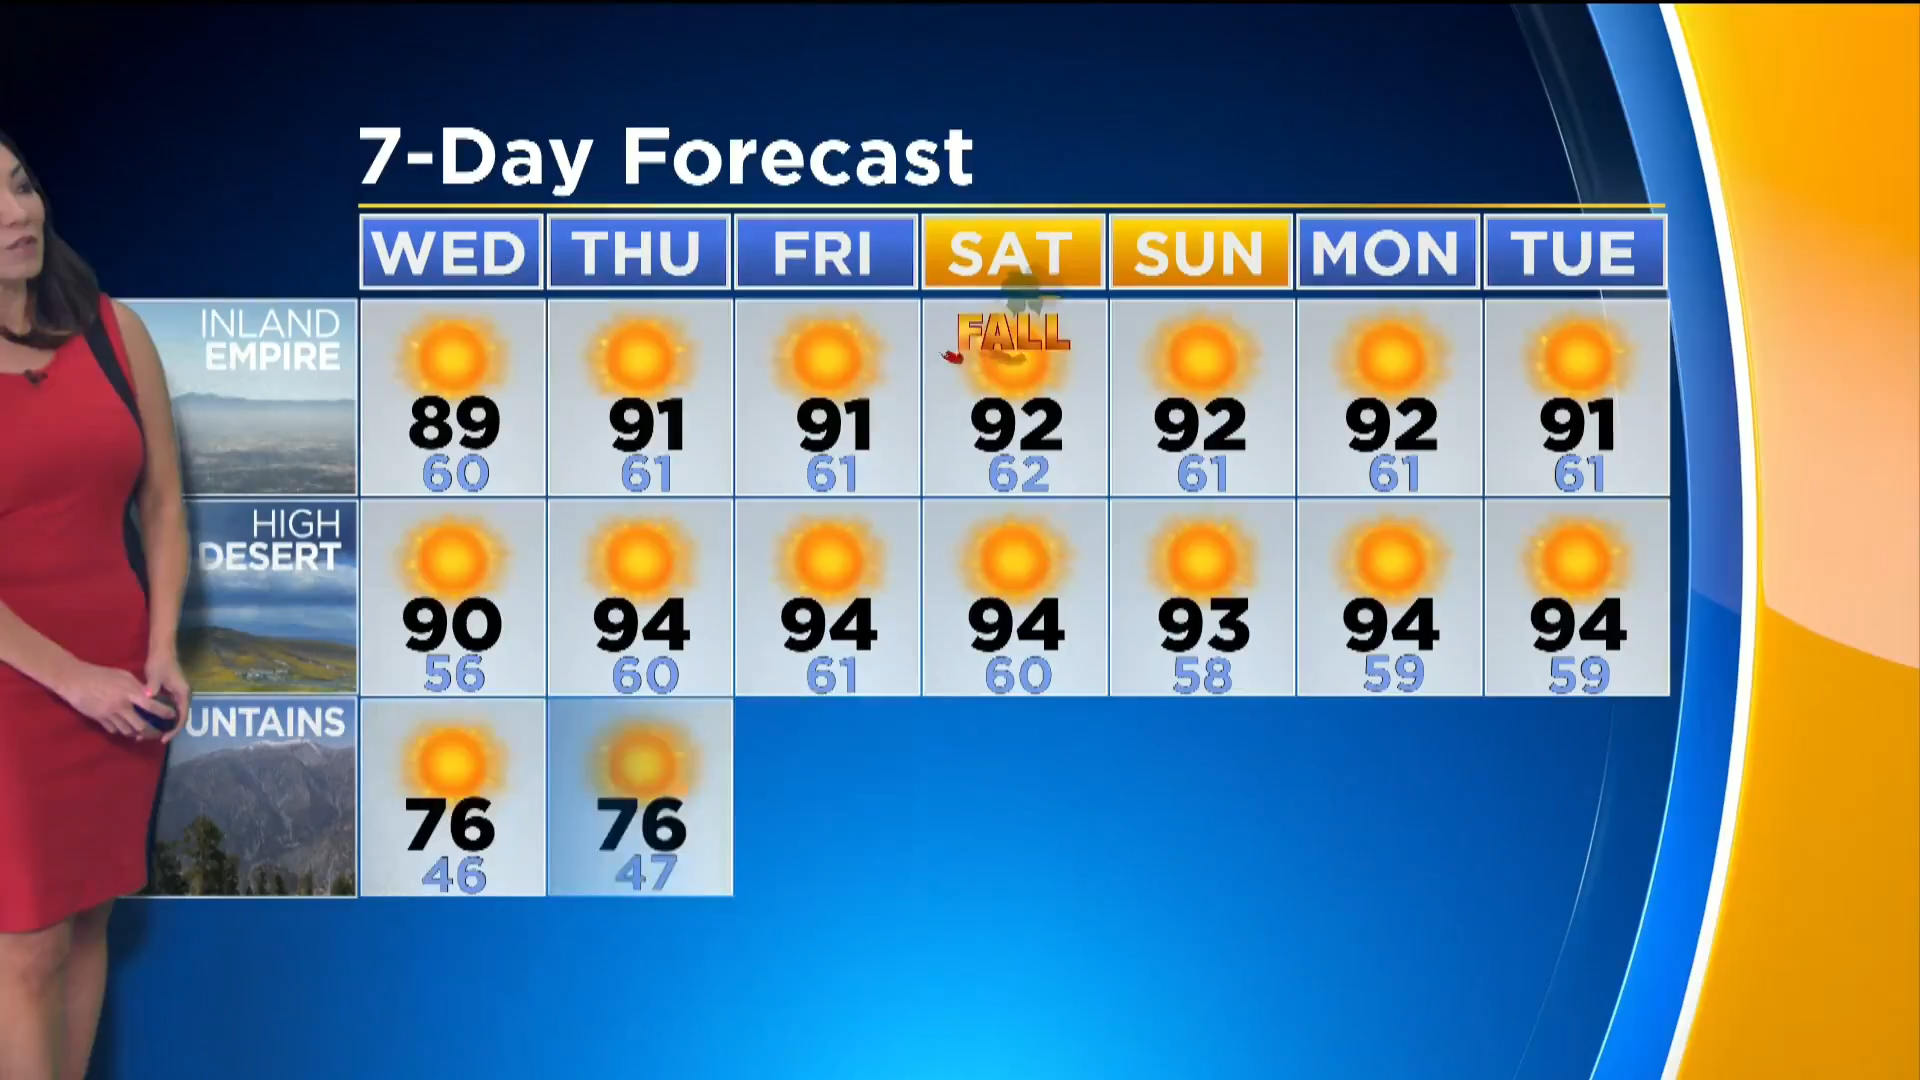 7-Day Forecast
WED THU FRI SAT SUN MON TUE
INLAND
EMPIRE
FALL
89 91 91 92 92 92 91
60 61 61 62 61 61 61
HIGH
DESERT
90 94 94 94 93 94 94
56 60 61 60 58 59 59
UNTAINS
76 76
46 47